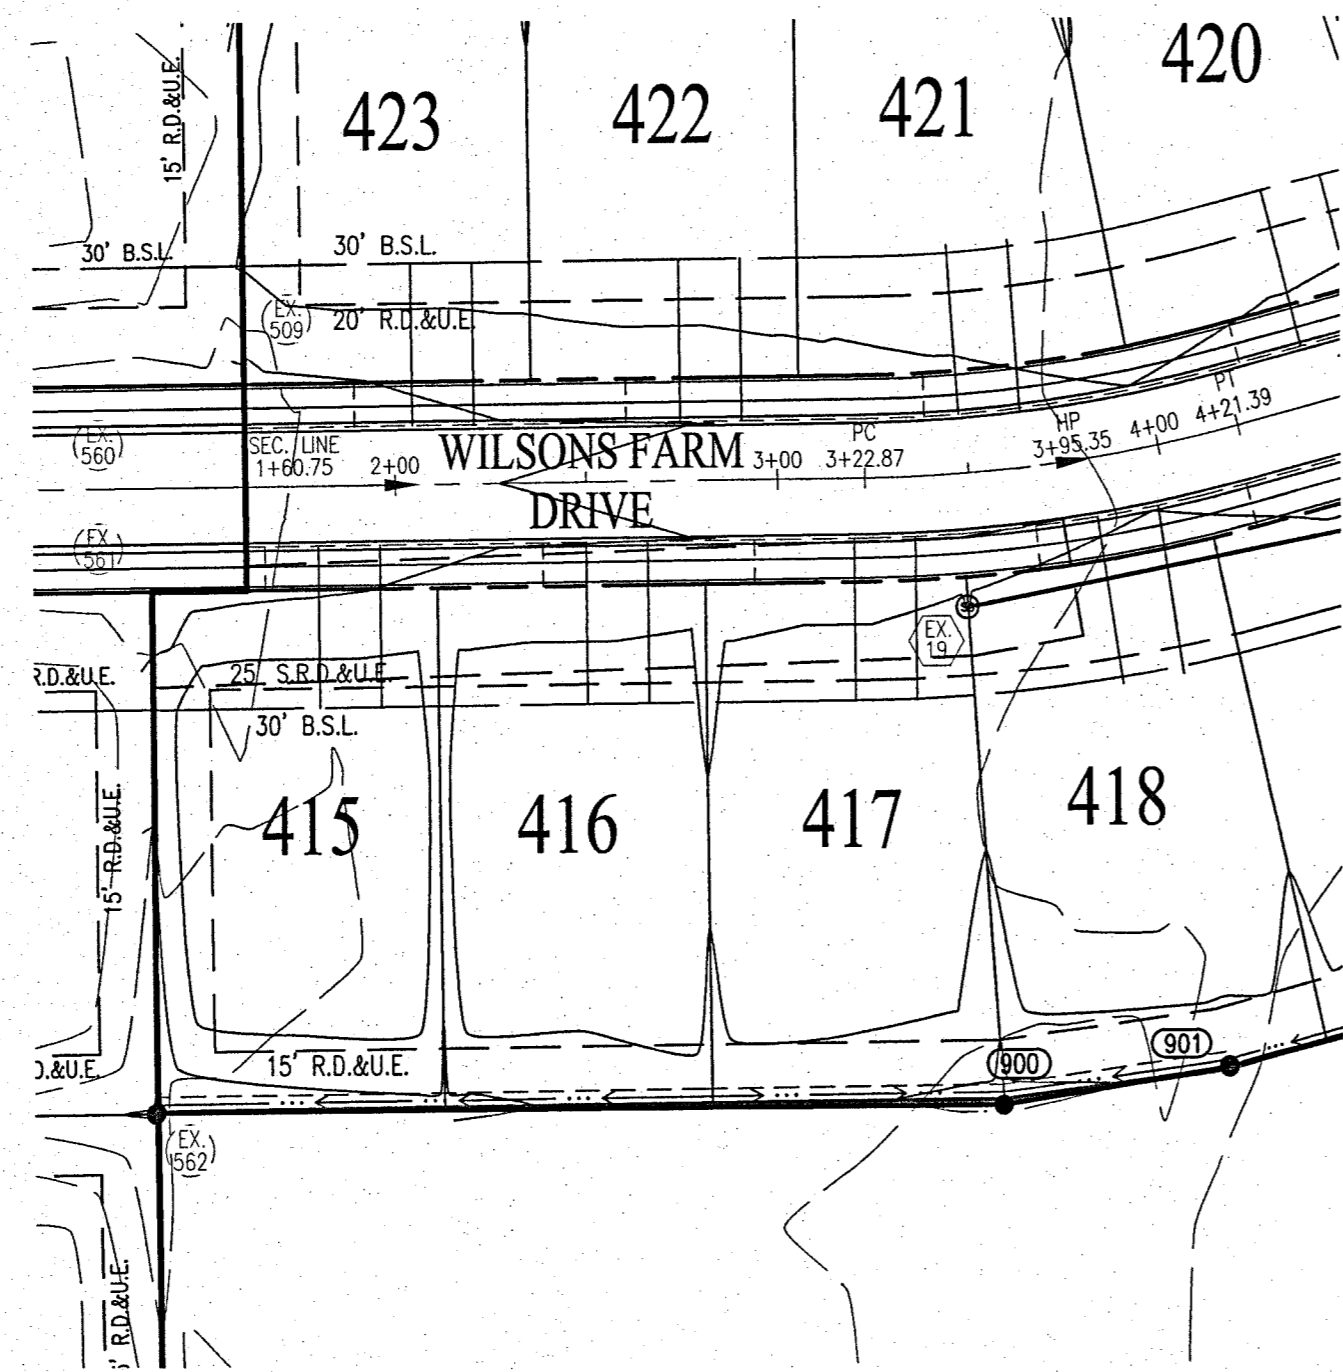 420
423
422
421
15' R.D.&U.E.
30' B.S.L.
30' B.S.L.
EX.
509
20' R.D.&U.E.
EX.
560
SEC. LINE
1+60.75
2+00
WILSONS FARM
DRIVE
3+00
PC
3+22.87
HP
3+95.35
4+00
PT
4+21.39
EX.
561
EX.
19
R.D.&U.E.
25' S.R.D.&U.E.
30' B.S.L.
15' R.D.&U.E.
415
416
417
418
D.&U.E.
15' R.D.&U.E.
900
901
EX.
562
' R.D.&U.E.